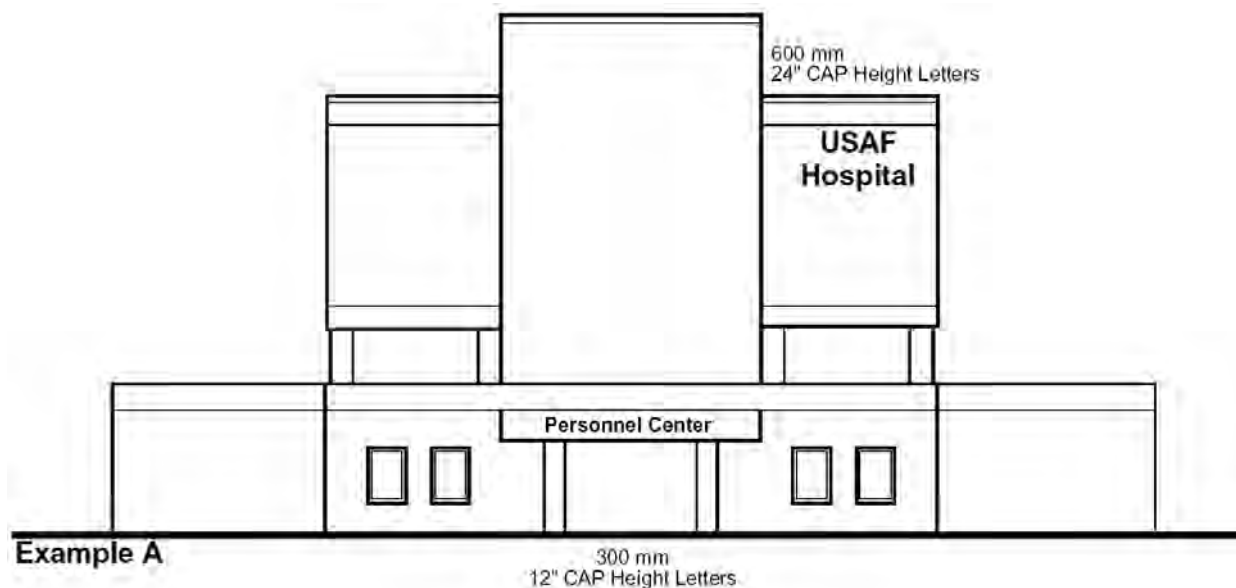 600 mm
24" CAP Height Letters
USAF
Hospital
Personnel Center
Example A
300 mm
12" CAP Height Letters